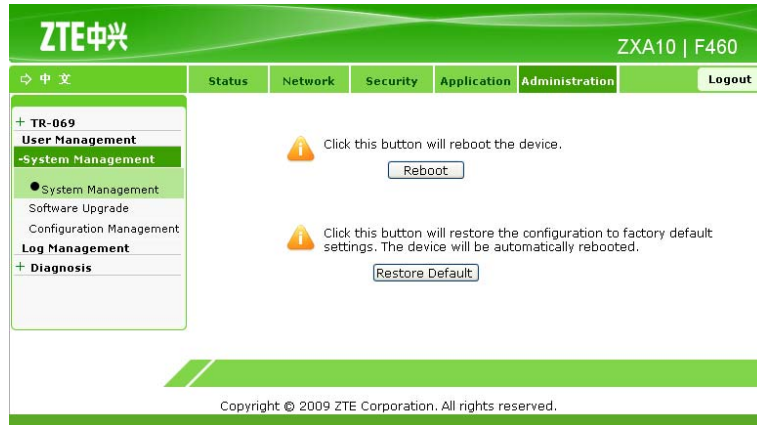 ZTE中兴
ZXA10 | F460
中 文
Status Network Security Application Administration Logout
+ TR-069
User Management
-System Management
System Management
Software Upgrade
Configuration Management
Log Management
+ Diagnosis
Click this button will reboot the device.
Reboot
Click this button will restore the configuration to factory default
settings. The device will be automatically rebooted.
Restore Default
Copyright © 2009 ZTE Corporation. All rights reserved.